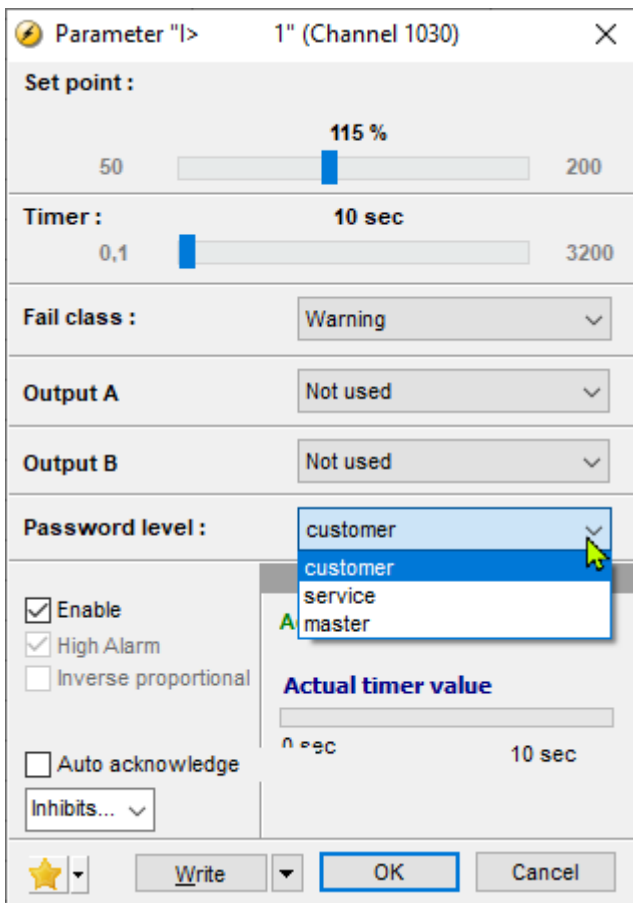 Parameter "I> 1" (Channel 1030)
Set point :
115 %
50 200
Timer : 10 sec
0,1 3200
Fail class : Warning
Output A Not used
Output B Not used
Password level : customer
customer
service
master
Enable
High Alarm
Inverse proportional
Actual timer value
0 sec 10 sec
Auto acknowledge
Inhibits...
Write OK Cancel